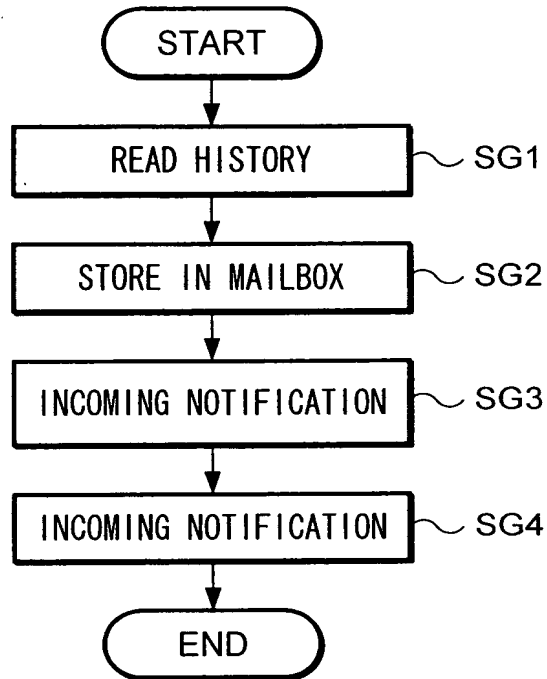 START
READ HISTORY SG1
STORE IN MAILBOX SG2
INCOMING NOTIFICATION SG3
INCOMING NOTIFICATION SG4
END